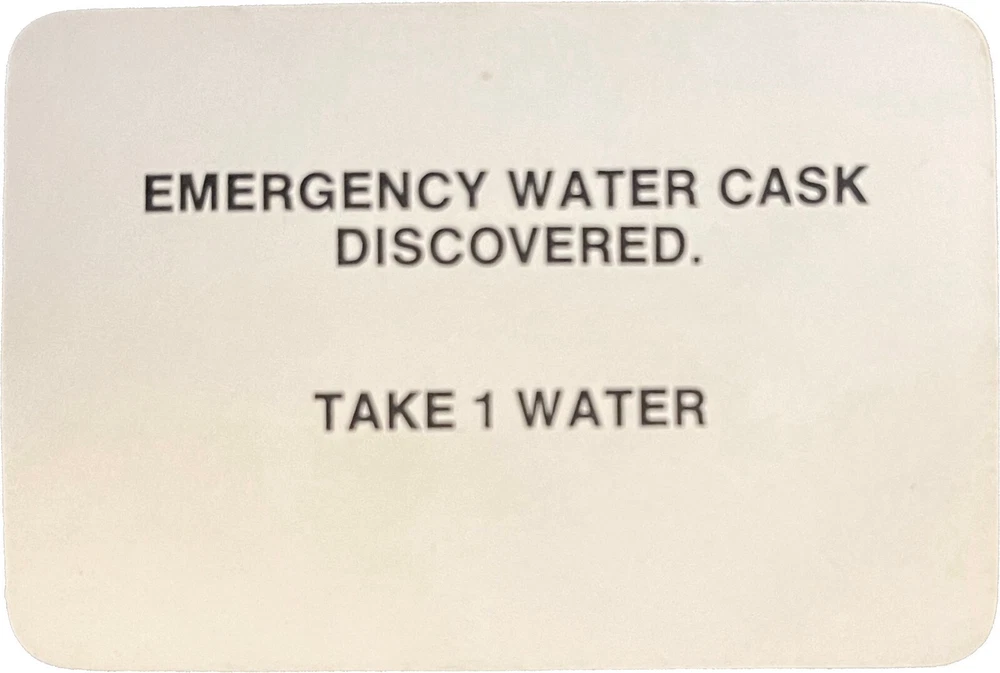 EMERGENCY WATER CASK
DISCOVERED.
TAKE 1 WATER